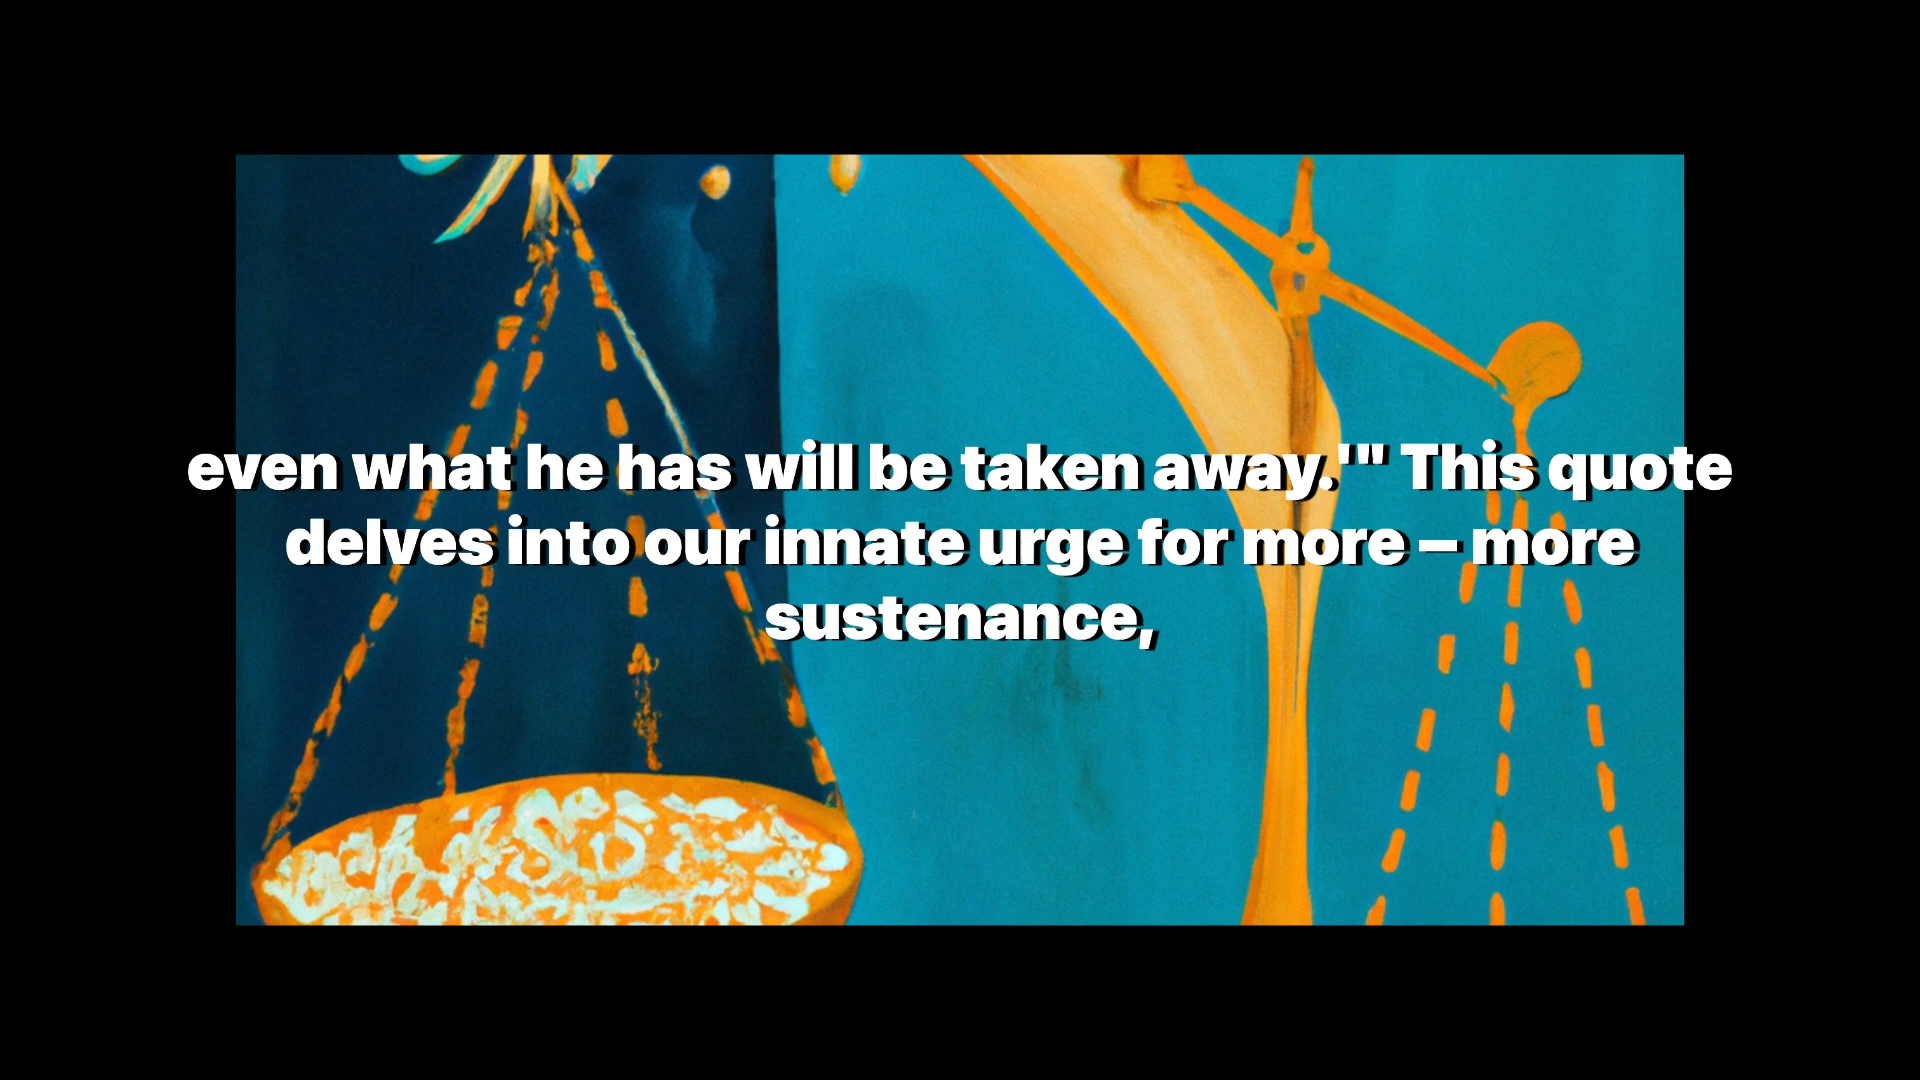 even what he has will be taken away.'" This quote
delves into our innate urge for more – more
sustenance,